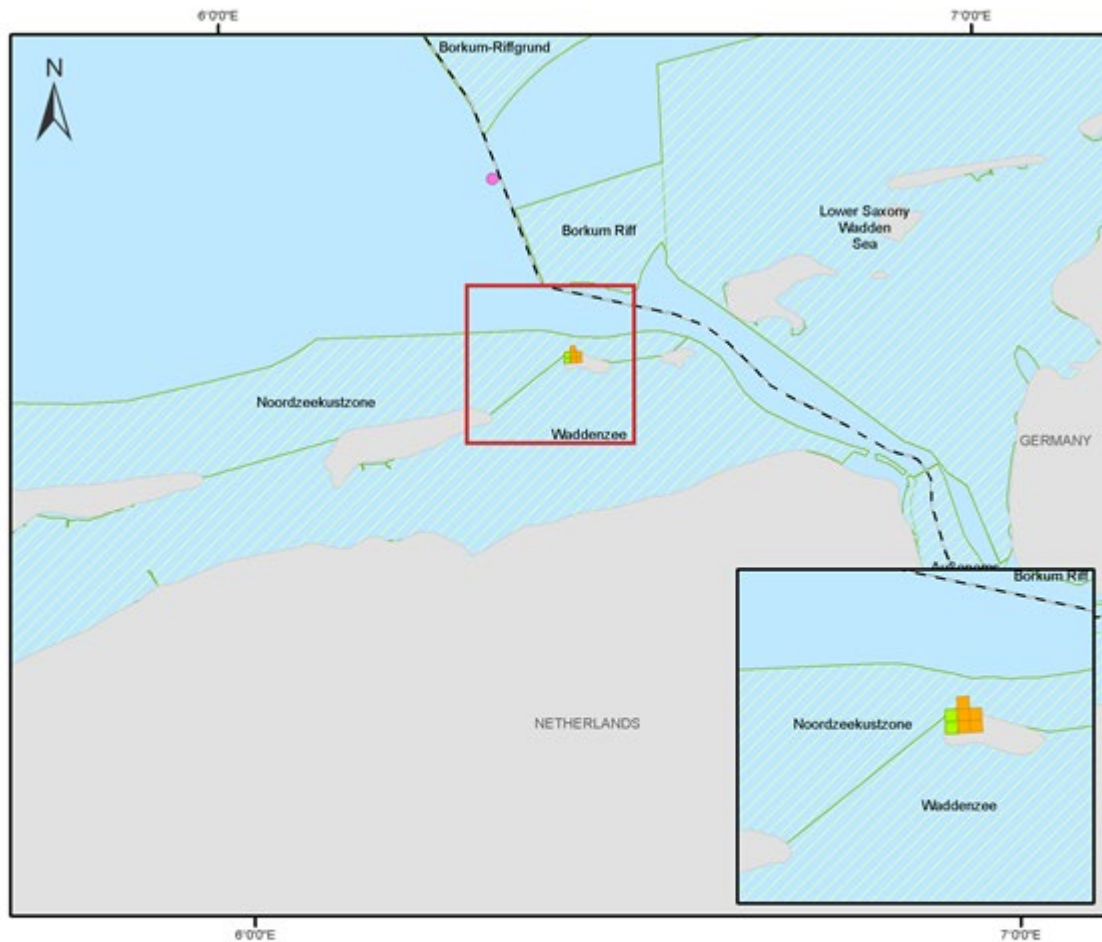 6°0'0"E
7°0'0"E
Borkum-Riffgrund
N
Lower Saxony
Wadden
Sea
Borkum Riff
Noordzeekustzone
Waddenzee
GERMANY
Borkum Riff
NETHERLANDS
Noordzeekustzone
Waddenzee
6°0'0"E
7°0'0"E